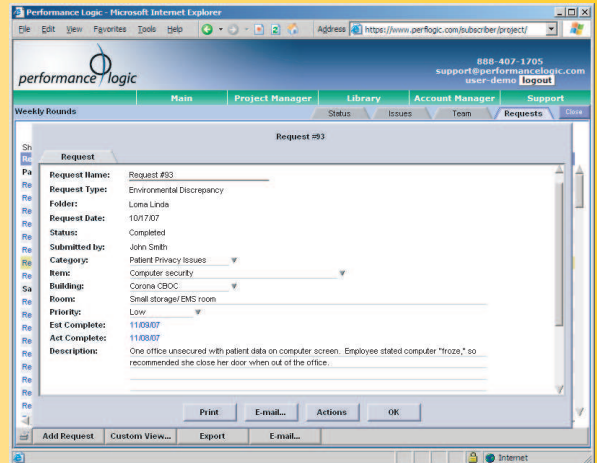 Performance Logic - Microsoft Internet Explorer
File Edit View Favorites Tools Help Address https://www.perflogic.com/subscriber/project/
performance logic
888-407-1705
support@performancelogic.com
user-demo logout
Main Project Manager Library Account Manager Support
Weekly Rounds Status Issues Team Requests Close
Request #93
Sh
Request
Request Name: Request #93
Request Type: Environmental Discrepancy
Folder: Loma Linda
Request Date: 10/17/07
Status: Completed
Submitted by: John Smith
Category: Patient Privacy Issues
Item: Computer security
Building: Corona CBOC
Room: Small storage/ EMS room
Priority: Low
Est Complete: 11/09/07
Act Complete: 11/08/07
Description: One office unsecured with patient data on computer screen. Employee stated computer "froze," so
recommended she close her door when out of the office.
Print E-mail... Actions OK
Add Request Custom View... Export E-mail...
Internet